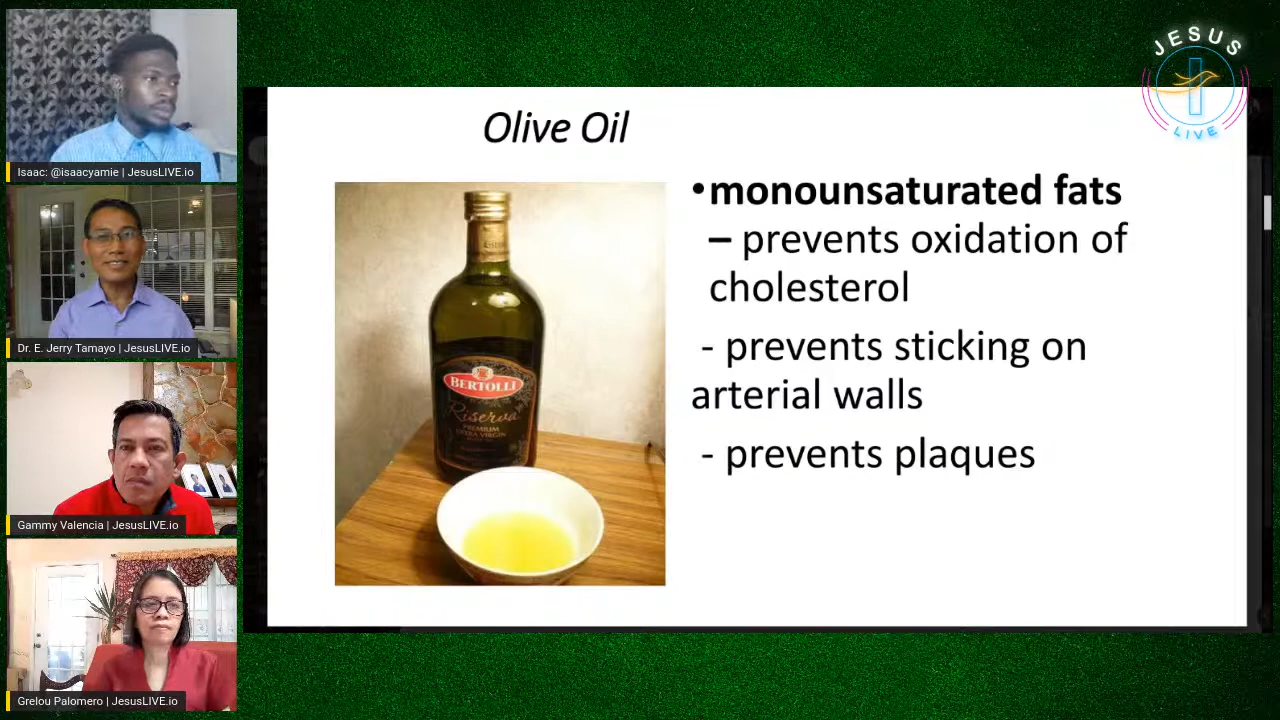 JESUS
LIVE
Isaac: @isaacyamie | JesusLIVE.io
Dr. E. Jerry Tamayo | JesusLIVE.io
Gammy Valencia | JesusLIVE.io
Grelou Palomero | JesusLIVE.io
Olive Oil
•monounsaturated fats
– prevents oxidation of
cholesterol
- prevents sticking on
arterial walls
- prevents plaques
BERTOLLI
Riserva
PREMIUM
EXTRA VIRGIN